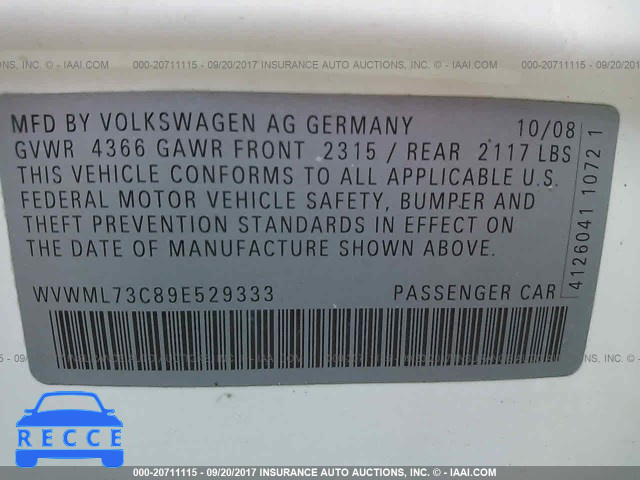 000-20711115 - 09/20/2017 INSURANCE AUTO AUCTIONS, INC. - © IAAI.COM
MFD BY VOLKSWAGEN AG GERMANY 10/08
GVWR 4366 GAWR FRONT 2315 / REAR 2117 LBS
THIS VEHICLE CONFORMS TO ALL APPLICABLE U.S.
FEDERAL MOTOR VEHICLE SAFETY, BUMPER AND
THEFT PREVENTION STANDARDS IN EFFECT ON
THE DATE OF MANUFACTURE SHOWN ABOVE.
4126041 1072 1
WVWML73C89E529333 PASSENGER CAR
RECCE
000-20711115 - 09/20/2017 INSURANCE AUTO AUCTIONS, INC. - © IAAI.COM